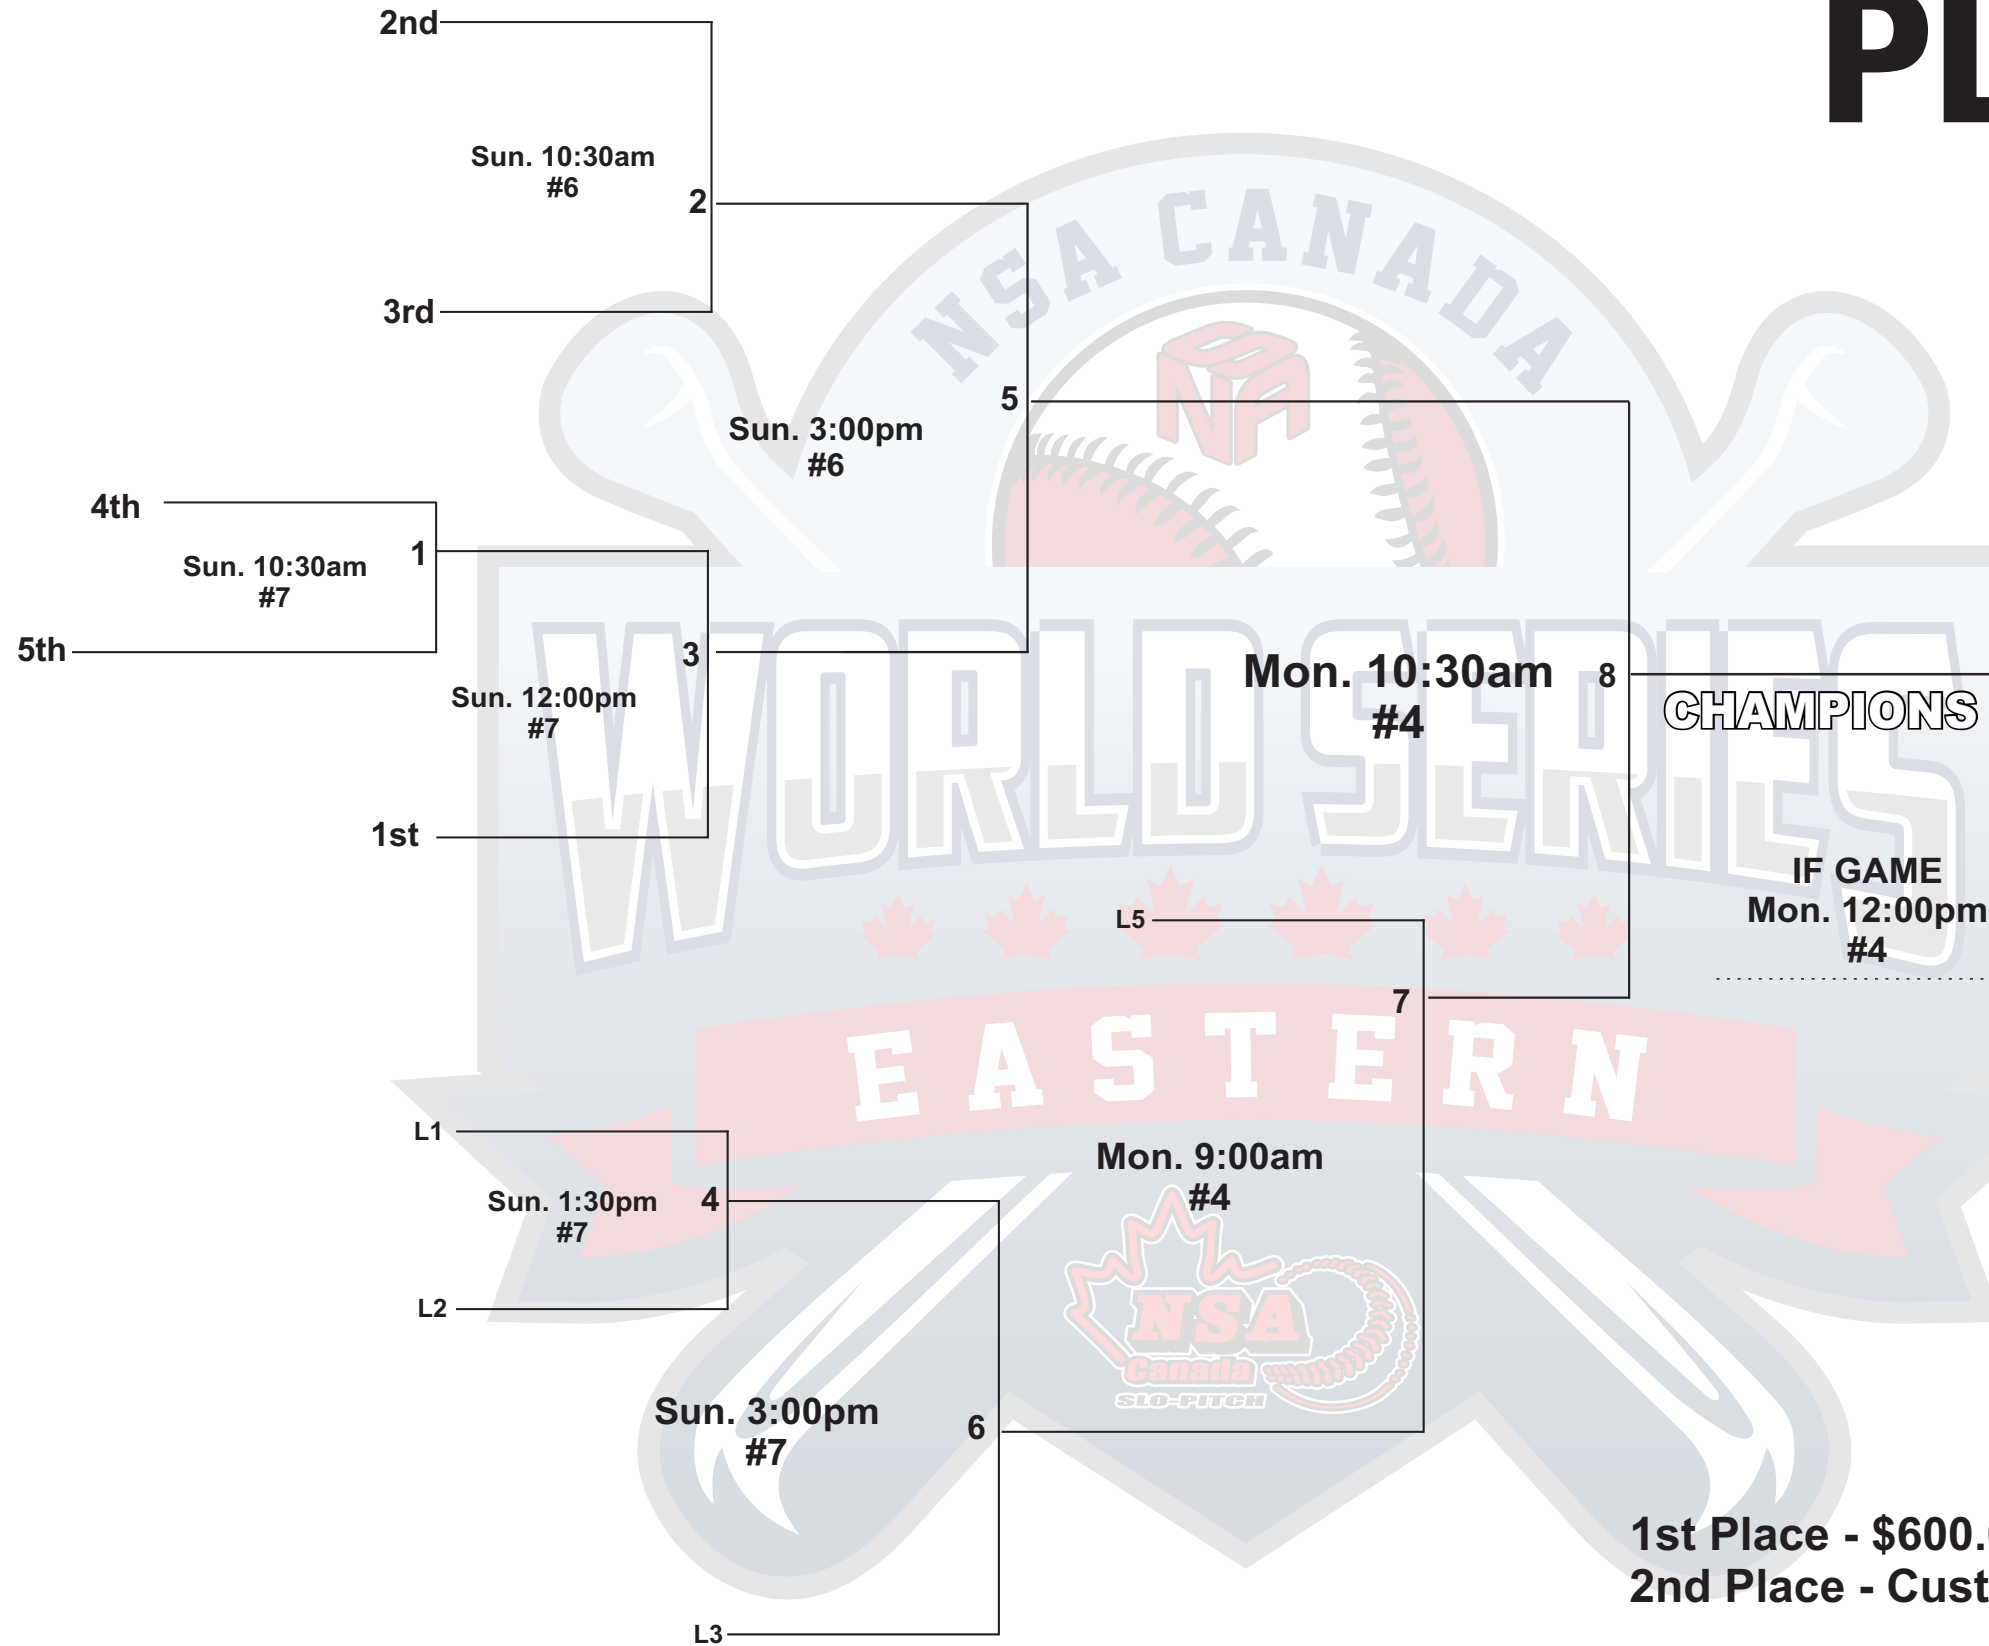 PL
2nd
Sun. 10:30am
#6
2
3rd
5
Sun. 3:00pm
#6
4th
1
Sun. 10:30am
#7
5th
3
Sun. 12:00pm
#7
1st
Mon. 10:30am
#4
8
CHAMPIONS
IF GAME
Mon. 12:00pm
#4
L5
7
L1
Sun. 1:30pm
#7
4
L2
Mon. 9:00am
#4
Sun. 3:00pm
#7
6
L3
1st Place - $600.
2nd Place - Cust
NSA CANADA
NSA
WORLD SERIES
EASTERN
NSA
Canada
SLO-PITCH